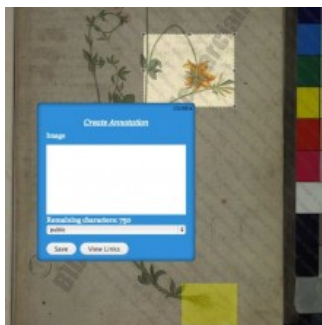 Create Annotation
Image
Remaining characters: 750
public
Save
View Links